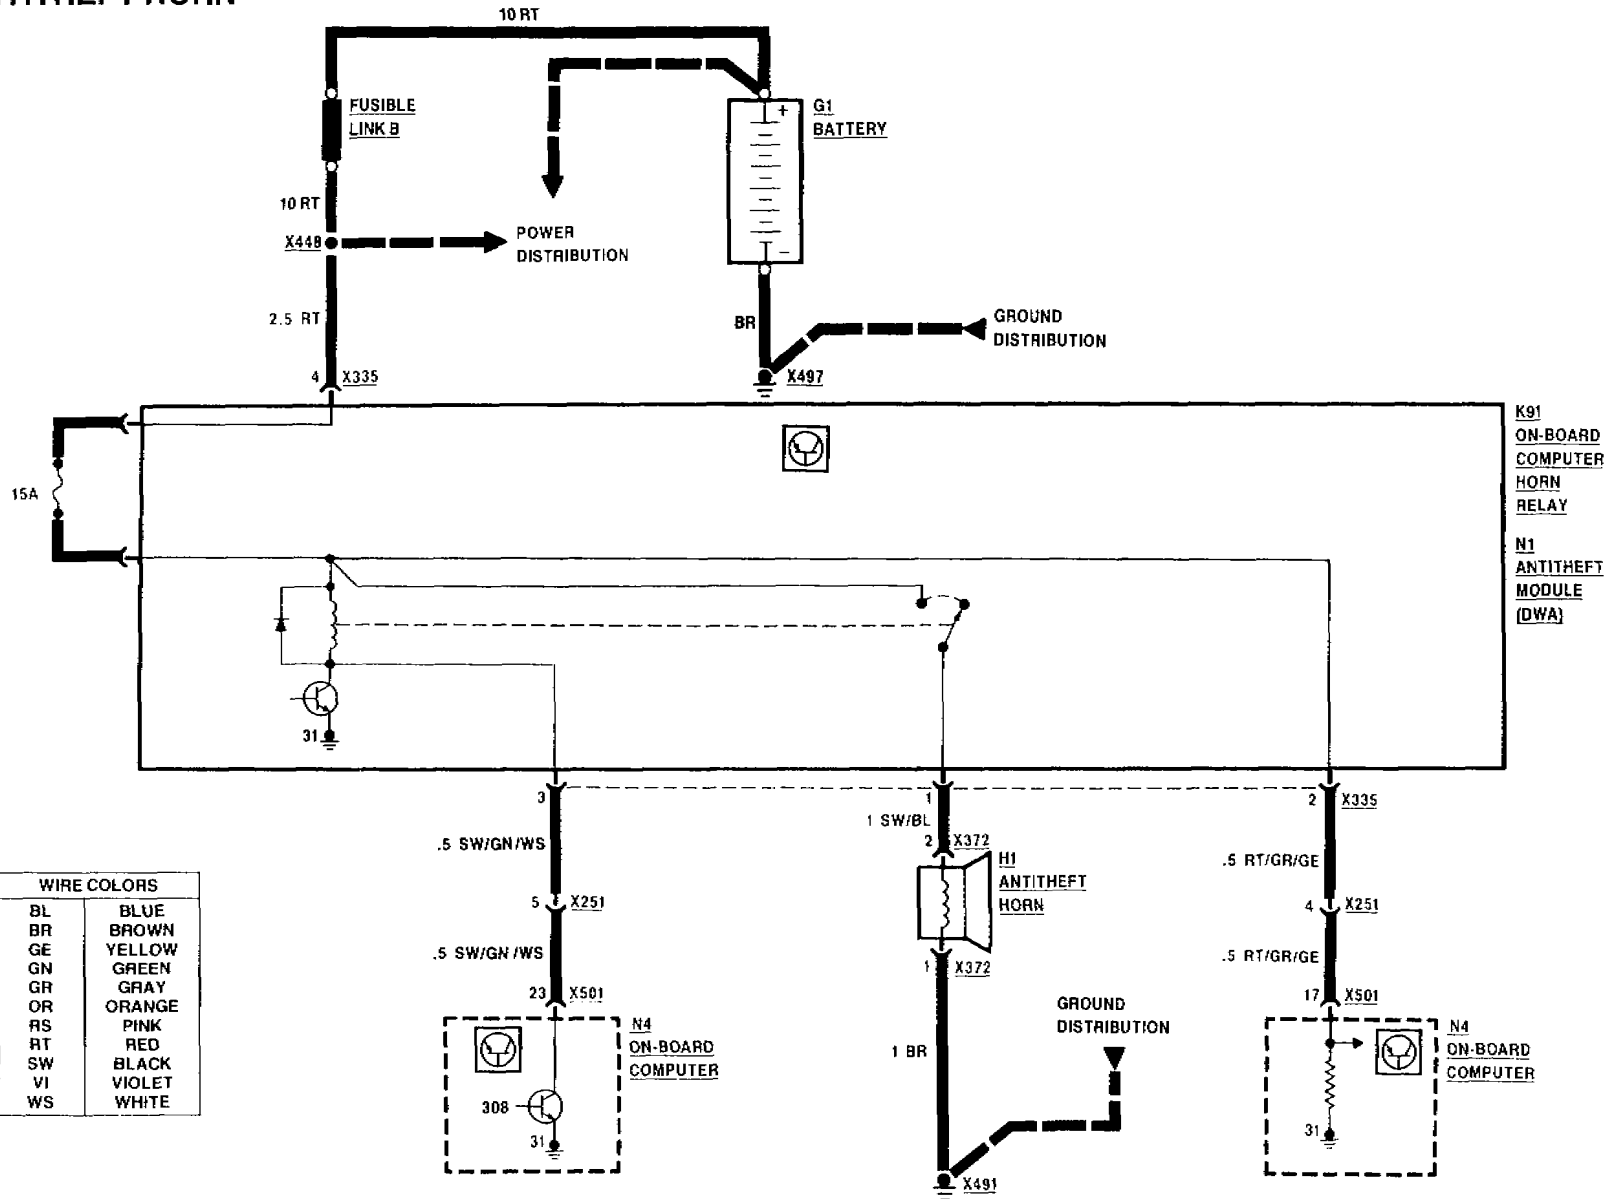 10 RT
FUSIBLE
LINK B
+
G1
BATTERY
10 RT
X448
POWER
DISTRIBUTION
−
2.5 RT
BR
GROUND
DISTRIBUTION
4 X335
X497
15A
K91
ON-BOARD
COMPUTER
HORN
RELAY
N1
ANTITHEFT
MODULE
(DWA)
31
3
1
2 X335
1 SW/BL
.5 SW/GN/WS
2 X372
H1
ANTITHEFT
HORN
.5 RT/GR/GE
5 X251
4 X251
.5 SW/GN/WS
1 X372
.5 RT/GR/GE
23 X501
17 X501
GROUND
DISTRIBUTION
N4
ON-BOARD
COMPUTER
1 BR
N4
ON-BOARD
COMPUTER
308
31
31
X491
WIRE COLORS
BL BLUE
BR BROWN
GE YELLOW
GN GREEN
GR GRAY
OR ORANGE
RS PINK
RT RED
SW BLACK
VI VIOLET
WS WHITE